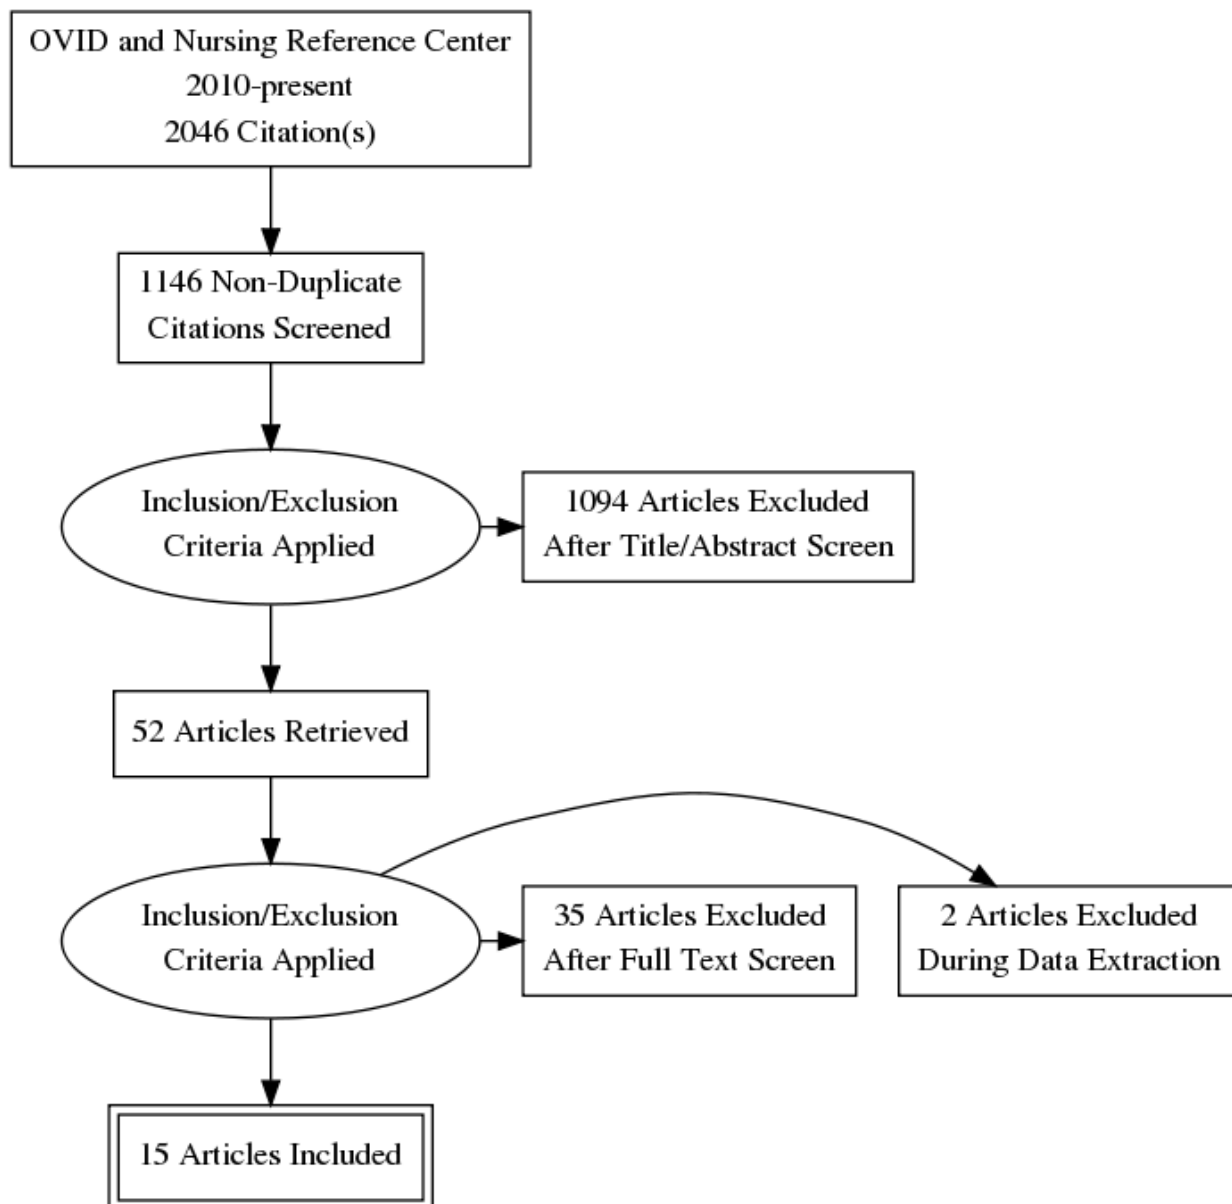 OVID and Nursing Reference Center
2010-present
2046 Citation(s)
1146 Non-Duplicate
Citations Screened
Inclusion/Exclusion
Criteria Applied
1094 Articles Excluded
After Title/Abstract Screen
52 Articles Retrieved
Inclusion/Exclusion
Criteria Applied
35 Articles Excluded
After Full Text Screen
2 Articles Excluded
During Data Extraction
15 Articles Included